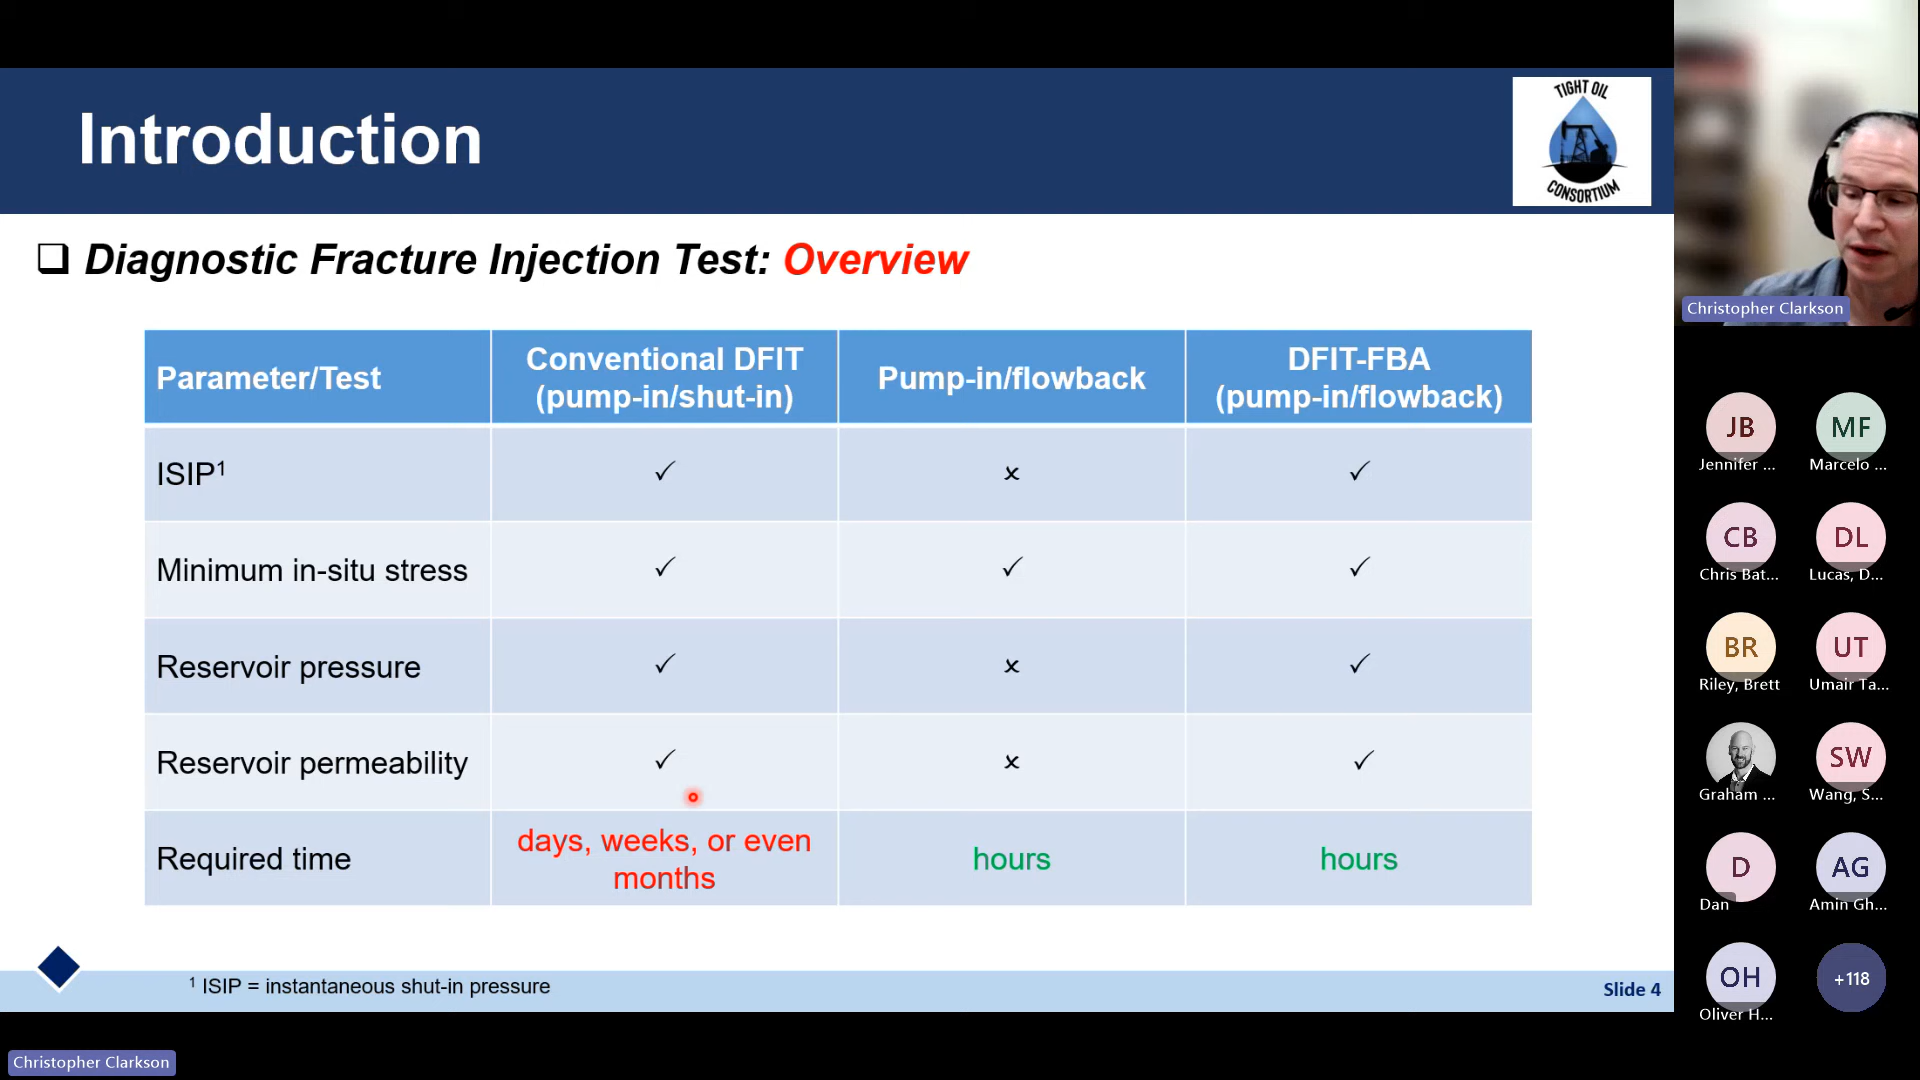 Introduction
TIGHT OIL
CONSORTIUM
Diagnostic Fracture Injection Test: Overview
Parameter/Test
Conventional DFIT
(pump-in/shut-in)
Pump-in/flowback
DFIT-FBA
(pump-in/flowback)
ISIP¹ ✓ × ✓
Minimum in-situ stress ✓ ✓ ✓
Reservoir pressure ✓ × ✓
Reservoir permeability ✓ × ✓
Required time
days, weeks, or even
months
hours
hours
¹ ISIP = instantaneous shut-in pressure
Slide 4
Christopher Clarkson
Christopher Clarkson
JB MF
Jennifer ... Marcelo ...
CB DL
Chris Bat... Lucas, D...
BR UT
Riley, Brett Umair Ta...
SW
Graham ... Wang, S...
D AG
Dan Amin Gh...
OH +118
Oliver H...